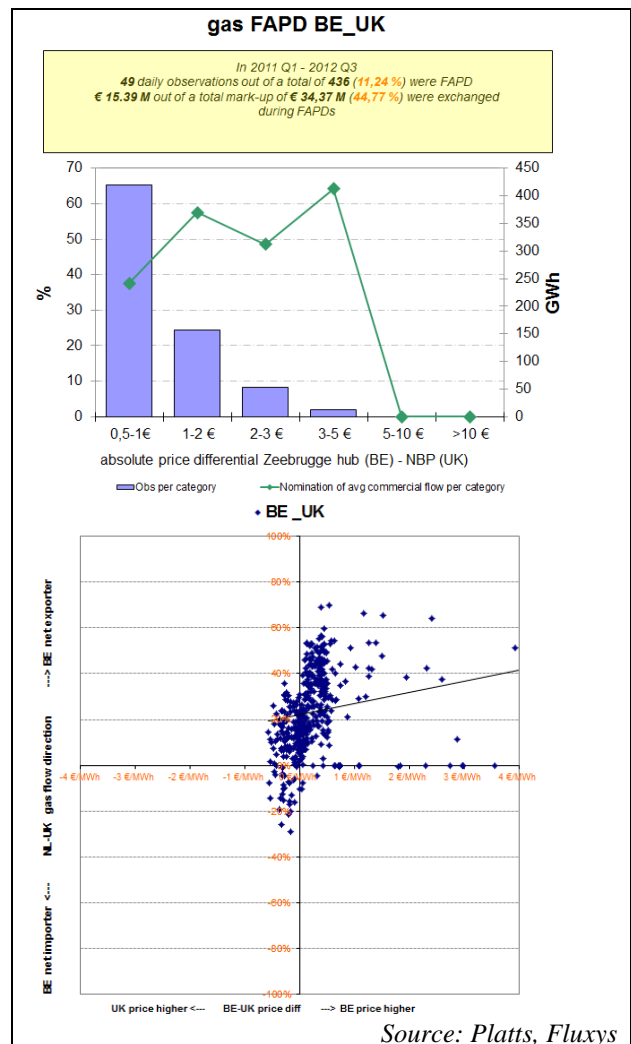 gas FAPD BE_UK
In 2011 Q1 - 2012 Q3
49 daily observations out of a total of 436 (11,24 %) were FAPD
€ 15.39 M out of a total mark-up of € 34,37 M (44,77 %) were exchanged
during FAPDs
70
60
50
40
30
20
10
0
%
450
400
350
300
250
200
150
100
50
0
GWh
0,5-1€ 1-2 € 2-3 € 3-5 € 5-10 € >10 €
absolute price differential Zeebrugge hub (BE) - NBP (UK)
Obs per category Nomination of avg commercial flow per category
BE _UK
100%
80%
60%
40%
20%
0%
-20%
-40%
-60%
-80%
-100%
-4 €/MWh -3 €/MWh -2 €/MWh -1 €/MWh 0 €/MWh 1 €/MWh 2 €/MWh 3 €/MWh 4 €/MWh
BE net importer <--- NL-UK gas flow direction ---> BE net exporter
UK price higher <--- BE-UK price diff ---> BE price higher
Source: Platts, Fluxys